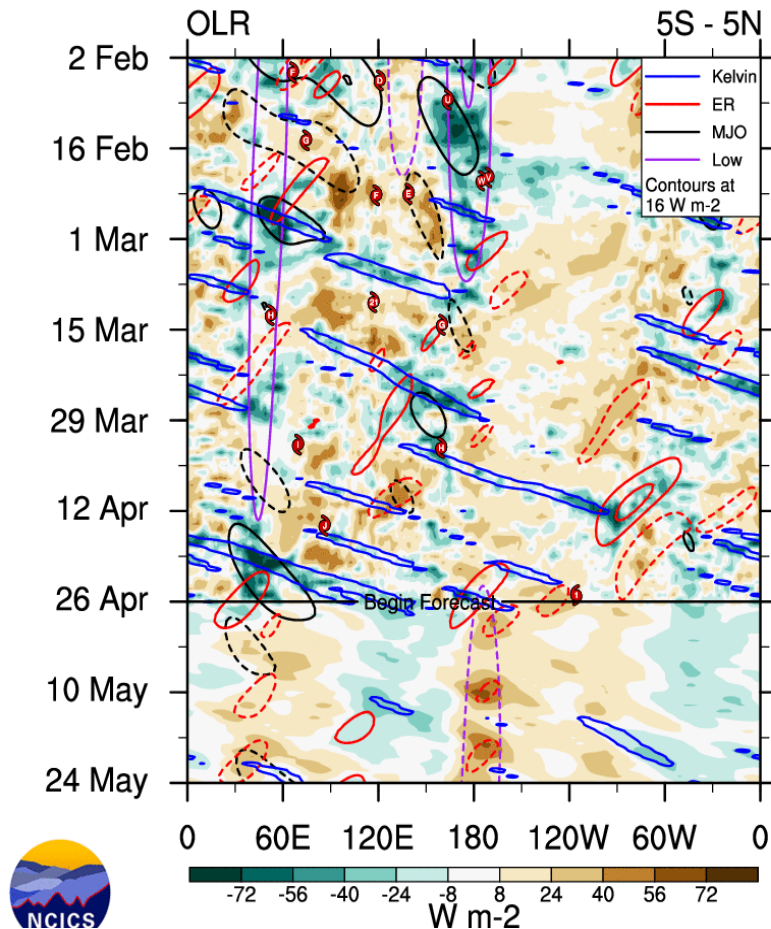 OLR 5S - 5N
2 Feb
16 Feb
1 Mar
15 Mar
29 Mar
12 Apr
26 Apr
10 May
24 May
Kelvin
ER
MJO
Low
Contours at
16 W m-2
F
D
U
G
W V
F
E
H
21
G
I
H
J
1
Begin Forecast
0 60E 120E 180 120W 60W 0
-72 -56 -40 -24 -8 8 24 40 56 72
W m-2
NCICS